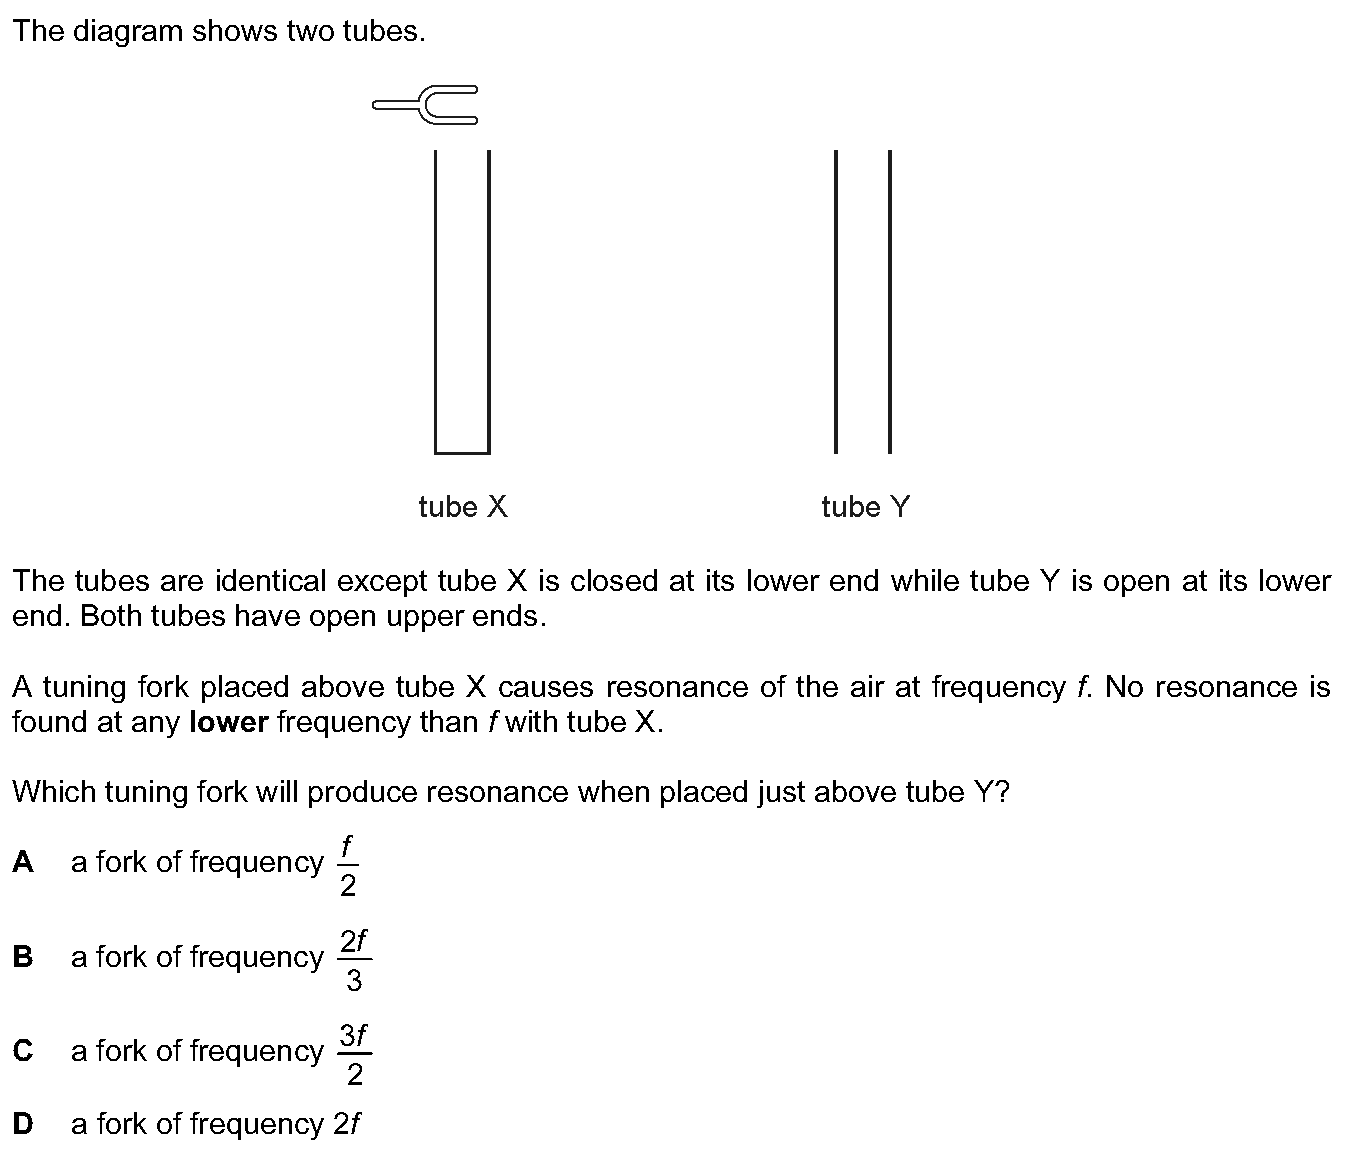 The diagram shows two tubes.
tube X
tube Y
The tubes are identical except tube X is closed at its lower end while tube Y is open at its lower
end. Both tubes have open upper ends.
A tuning fork placed above tube X causes resonance of the air at frequency f. No resonance is
found at any lower frequency than f with tube X.
Which tuning fork will produce resonance when placed just above tube Y?
A a fork of frequency f/2
B a fork of frequency 2f/3
C a fork of frequency 3f/2
D a fork of frequency 2f